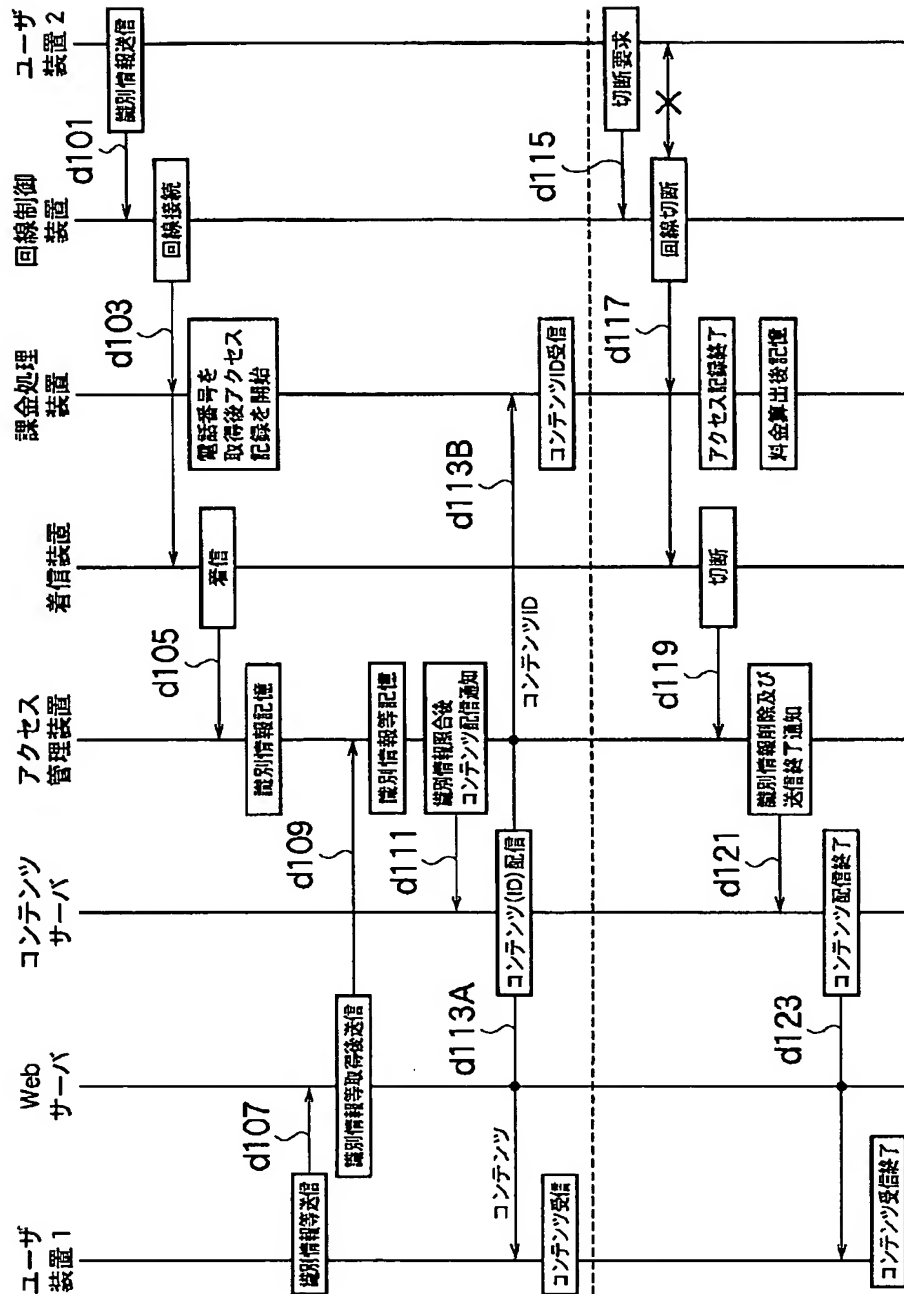 ユーザ
装置1
Web
サーバ
コンテンツ
サーバ
アクセス
管理装置
着信装置
課金処理
装置
回線制御
装置
ユーザ
装置2
識別情報送信
d101
回線接続
d103
電話番号を
取得後アクセス
記録を開始
着信
d105
識別情報記憶
識別情報等送信
d107
識別情報等取得後送信
d109
識別情報等記憶
識別情報照合後
コンテンツ配信通知
d111
コンテンツ(ID)配信
d113A
コンテンツ
コンテンツ受信
d113B
コンテンツID
コンテンツID受信
切断要求
d115
回線切断
d117
アクセス記録終了
料金算出後記憶
切断
d119
識別情報削除及び
送信終了通知
d121
コンテンツ配信終了
d123
コンテンツ受信終了